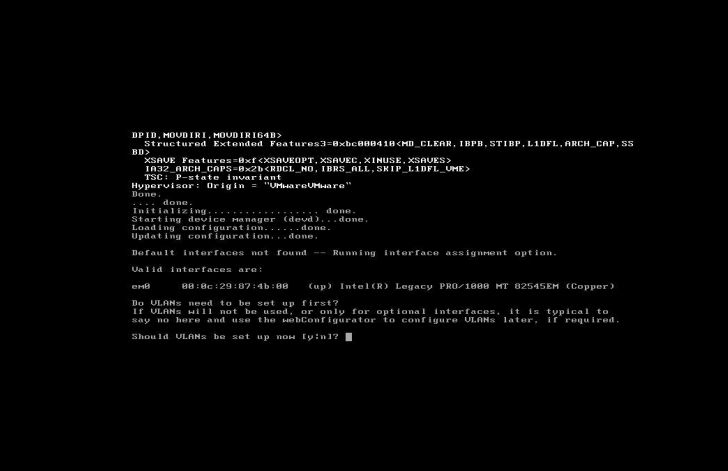 DPID,MOVDIRI,MOVDIRI64B>
Structured Extended Features3=0xbc000410<MD_CLEAR,IBPB,STIBP,L1DFL,ARCH_CAP,SS
BD>
XSAVE Features=0xf<XSAVEOPT,XSAVEC,XINUSE,XSAVES>
IA32_ARCH_CAPS=0x2b<RDCL_NO,IBRS_ALL,SKIP_L1DFL_VME>
TSC: P-state invariant
Hypervisor: Origin = "VMwareVMware"
Done.
.... done.
Initializing.................. done.
Starting device manager (devd)...done.
Loading configuration......done.
Updating configuration...done.
Default interfaces not found -- Running interface assignment option.
Valid interfaces are:
em0     00:0c:29:87:4b:00   (up) Intel(R) Legacy PRO/1000 MT 82545EM (Copper)
Do VLANs need to be set up first?
If VLANs will not be used, or only for optional interfaces, it is typical to
say no here and use the webConfigurator to configure VLANs later, if required.
Should VLANs be set up now [y|n]?